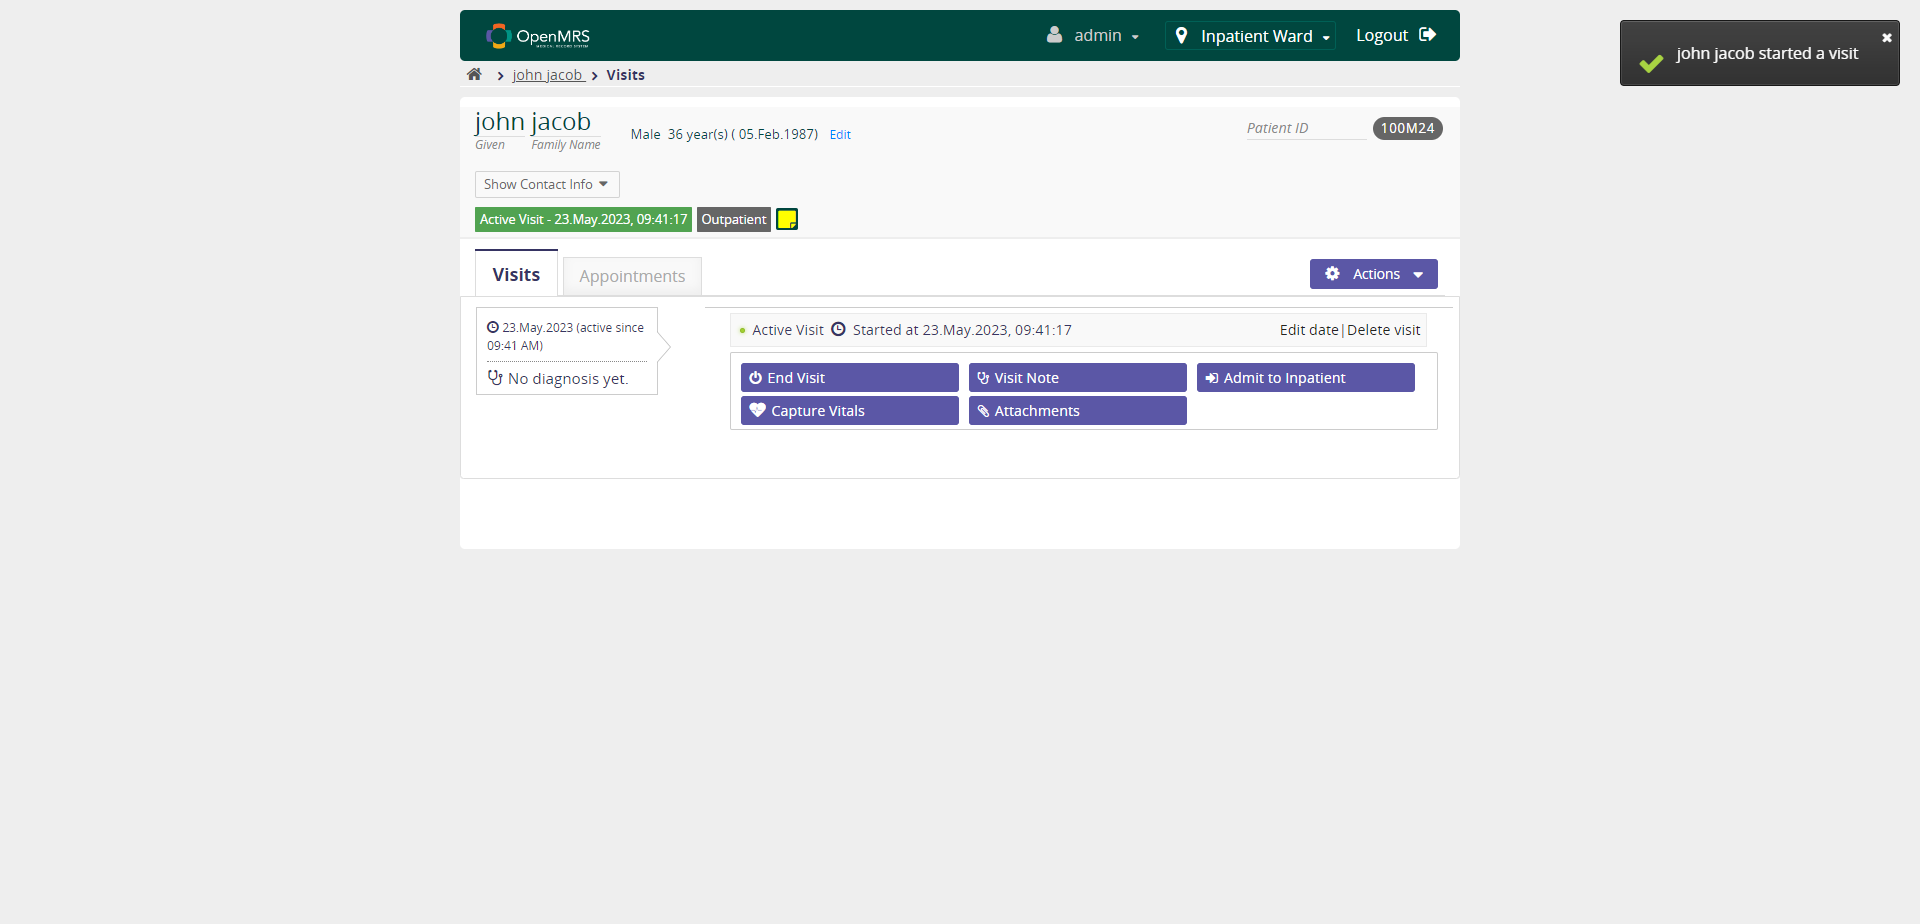 OpenMRS
MEDICAL RECORD SYSTEM
admin
Inpatient Ward
Logout
john jacob started a visit
john jacob
Visits
john jacob
Given
Family Name
Male 36 year(s) ( 05.Feb.1987) Edit
Patient ID
100M24
Show Contact Info
Active Visit - 23.May.2023, 09:41:17
Outpatient
Visits
Appointments
Actions
23.May.2023 (active since
09:41 AM)
No diagnosis yet.
Active Visit Started at 23.May.2023, 09:41:17
Edit date|Delete visit
End Visit
Visit Note
Admit to Inpatient
Capture Vitals
Attachments